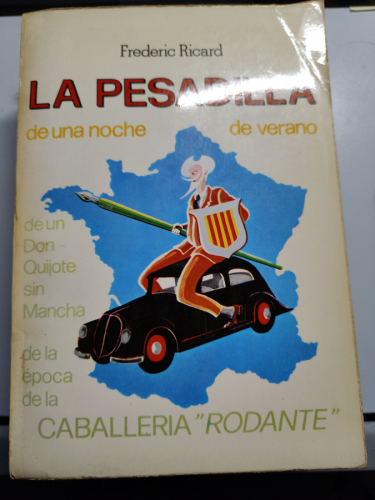 Frederic Ricard
LA PESADILLA
de una noche de verano
de un
Don
Quijote
sin
Mancha
de la
época
de la
CABALLERIA "RODANTE"